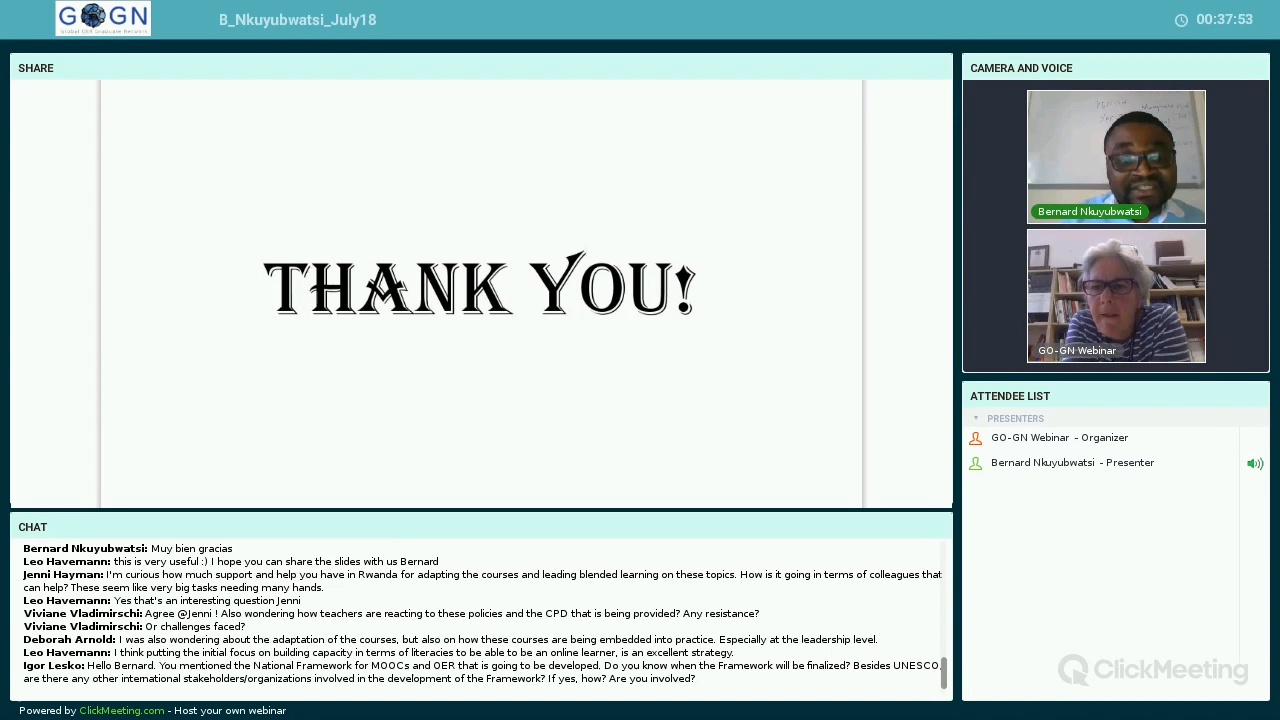 GO GN
Global OER Graduate Network
B_Nkuyubwatsi_July18
00:37:53
SHARE
THANK YOU!
CAMERA AND VOICE
Bernard Nkuyubwatsi
GO-GN Webinar
ATTENDEE LIST
PRESENTERS
GO-GN Webinar - Organizer
Bernard Nkuyubwatsi - Presenter
CHAT
Bernard Nkuyubwatsi: Muy bien gracias
Leo Havemann: this is very useful :) I hope you can share the slides with us Bernard
Jenni Hayman: I'm curious how much support and help you have in Rwanda for adapting the courses and leading blended learning on these topics. How is it going in terms of colleagues that
can help? These seem like very big tasks needing many hands.
Leo Havemann: Yes that's an interesting question Jenni
Viviane Vladimirschi: Agree @Jenni ! Also wondering how teachers are reacting to these policies and the CPD that is being provided? Any resistance?
Viviane Vladimirschi: Or challenges faced?
Deborah Arnold: I was also wondering about the adaptation of the courses, but also on how these courses are being embedded into practice. Especially at the leadership level.
Leo Havemann: I think putting the initial focus on building capacity in terms of literacies to be able to be an online learner, is an excellent strategy.
Igor Lesko: Hello Bernard. You mentioned the National Framework for MOOCs and OER that is going to be developed. Do you know when the Framework will be finalized? Besides UNESCO,
are there any other international stakeholders/organizations involved in the development of the Framework? If yes, how? Are you involved?
ClickMeeting
Powered by ClickMeeting.com - Host your own webinar